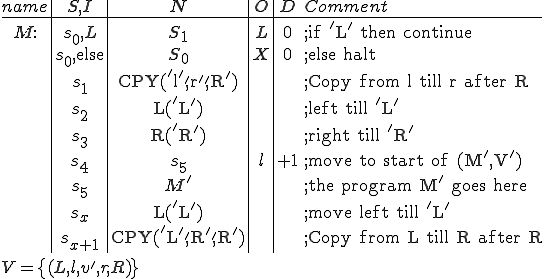 name S,I N O D Comment
M: s₀,L S₁ L 0 ;if 'L' then continue
s₀,else S₀ X 0 ;else halt
s₁ CPY('l','r','R') ;Copy from l till r after R
s₂ L('L') ;left till 'L'
s₃ R('R') ;right till 'R'
s₄ s₅ l +1 ;move to start of (M',V')
s₅ M' ;the program M' goes here
sₓ L('L') ;move left till 'L'
sₓ₊₁ CPY('L','R','R') ;Copy from L till R after R
V={(L,l,v',r,R)}